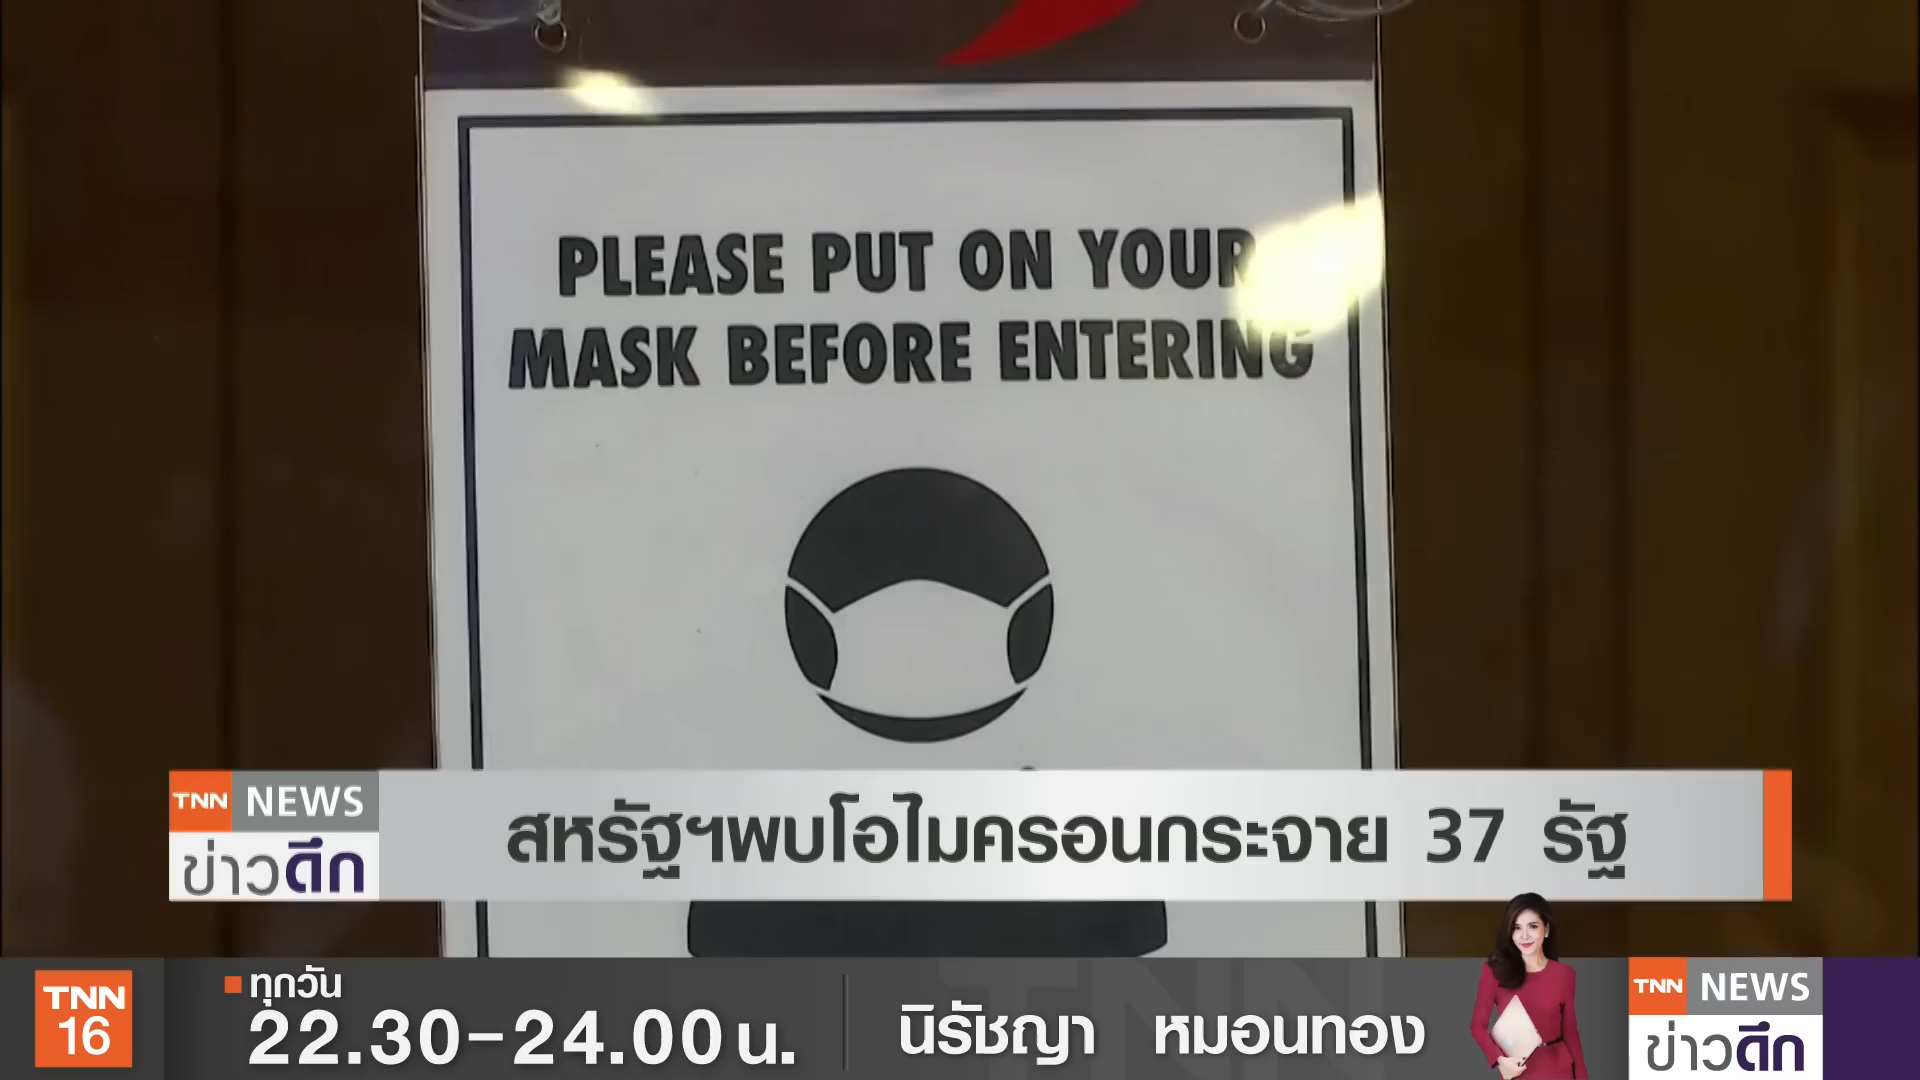 PLEASE PUT ON YOUR
MASK BEFORE ENTERING
TNN NEWS
ข่าวดึก
สหรัฐฯพบโอไมครอนกระจาย 37 รัฐ
TNN
16
ทุกวัน
22.30-24.00 น.
นิรัชญา หมอนทอง
TNN NEWS
ข่าวดึก